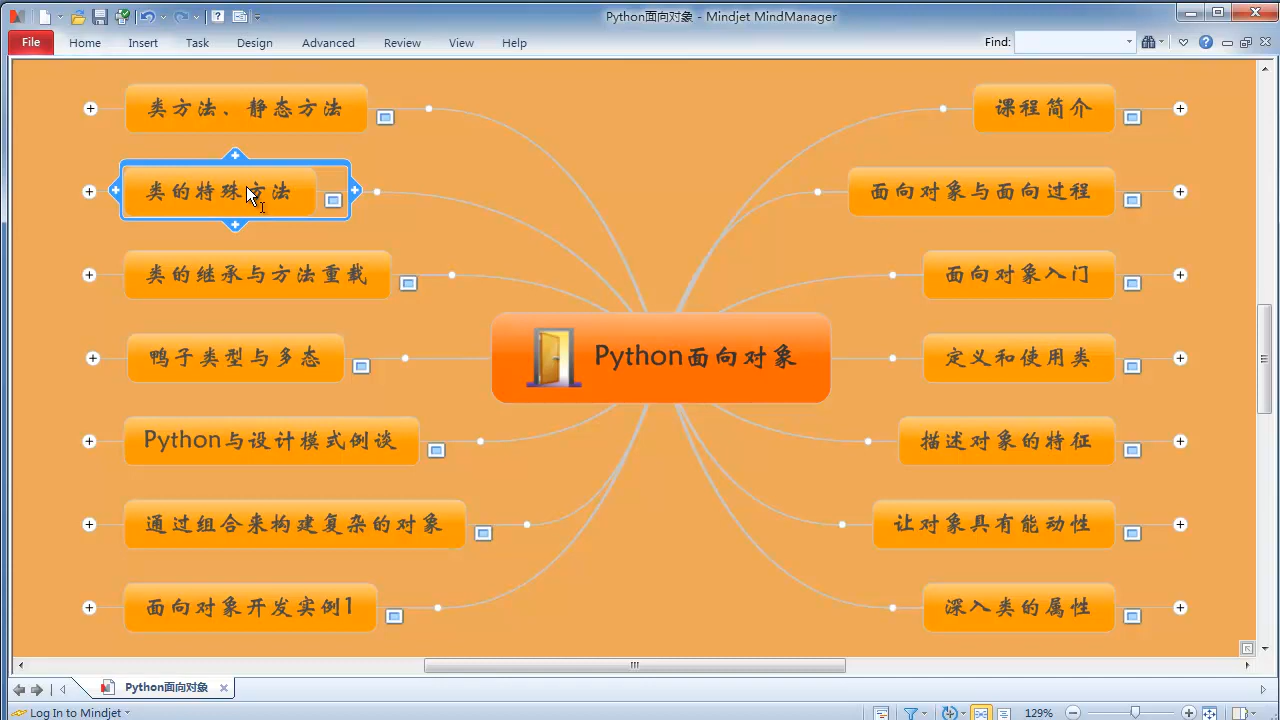 Python面向对象 - Mindjet MindManager
File Home Insert Task Design Advanced Review View Help Find:
类方法、静态方法
类的特殊方法
类的继承与方法重载
鸭子类型与多态
Python与设计模式例谈
通过组合来构建复杂的对象
面向对象开发实例1
Python面向对象
课程简介
面向对象与面向过程
面向对象入门
定义和使用类
描述对象的特征
让对象具有能动性
深入类的属性
Python面向对象
Log In to Mindjet 129%